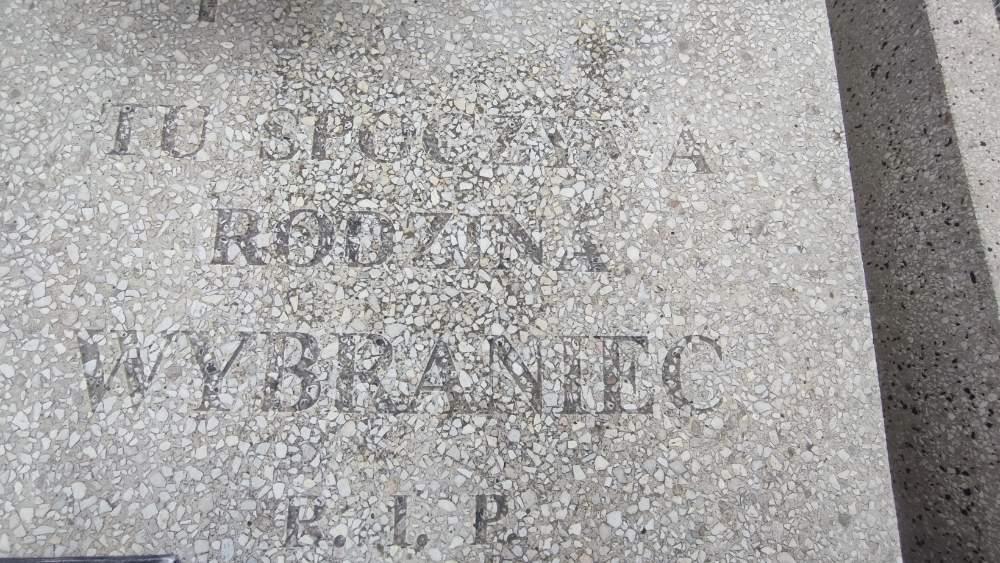 TU SPOCZYWA
RODZINA
WYBRANIEC
R. I. P.